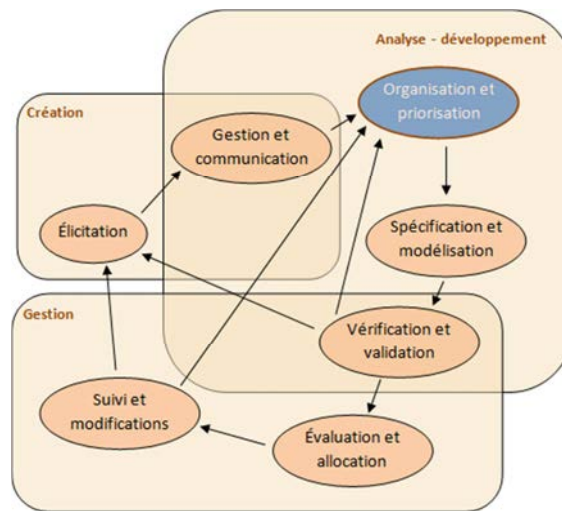 Analyse - développement
Organisation et
priorisation
Création
Gestion et
communication
Élicitation
Spécification et
modélisation
Gestion
Vérification et
validation
Suivi et
modifications
Évaluation et
allocation